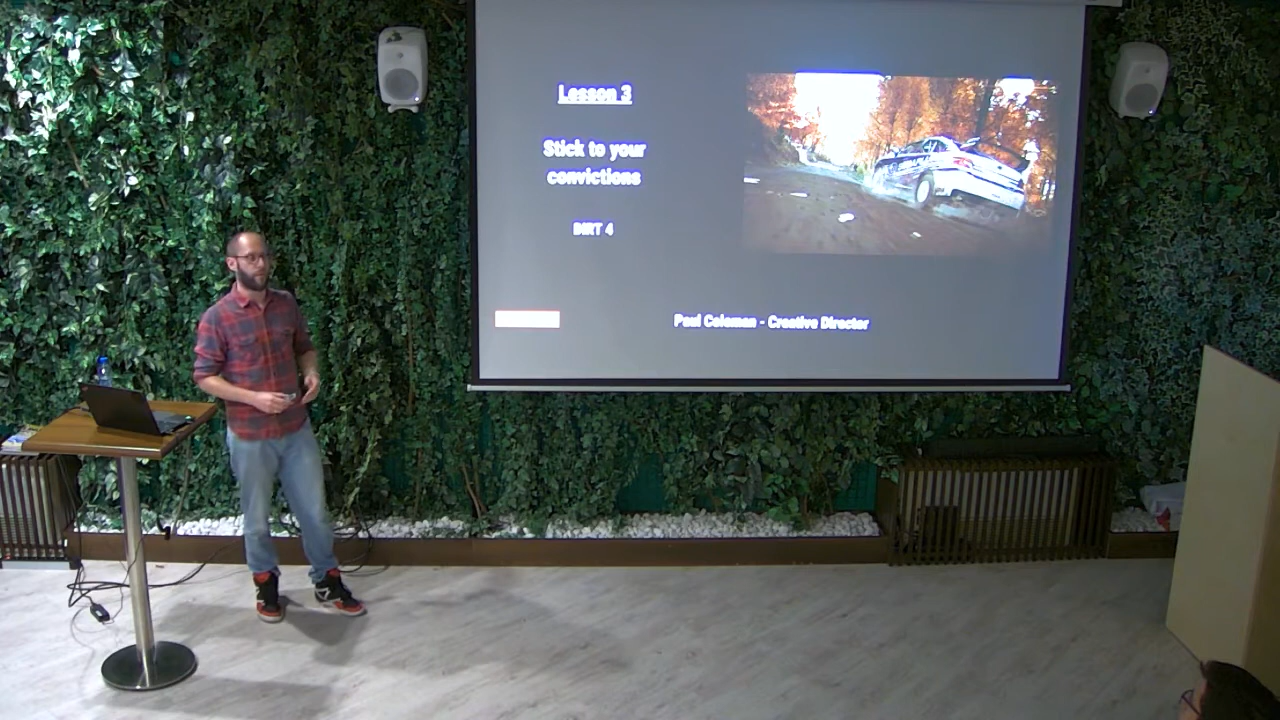 Lesson 3
Stick to your
convictions
DIRT 4
Paul Coleman - Creative Director